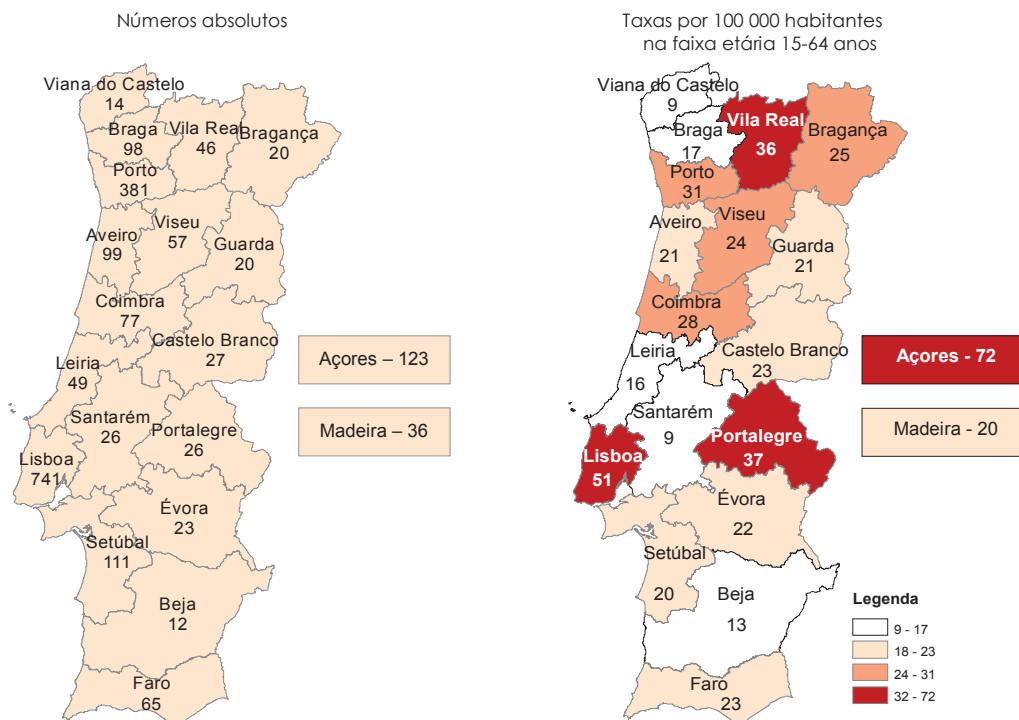 Números absolutos
Viana do Castelo
14
Braga
98
Vila Real
46
Bragança
20
Porto
381
Aveiro
99
Viseu
57
Guarda
20
Coimbra
77
Castelo Branco
27
Leiria
49
Santarém
26
Portalegre
26
Lisboa
741
Évora
23
Setúbal
111
Beja
12
Faro
65
Açores – 123
Madeira – 36
Taxas por 100 000 habitantes
na faixa etária 15-64 anos
Viana do Castelo
9
Braga
17
Vila Real
36
Bragança
25
Porto
31
Aveiro
21
Viseu
24
Guarda
21
Coimbra
28
Leiria
16
Castelo Branco
23
Santarém
9
Portalegre
37
Lisboa
51
Évora
22
Setúbal
20
Beja
13
Faro
23
Açores - 72
Madeira - 20
Legenda
9 - 17
18 - 23
24 - 31
32 - 72